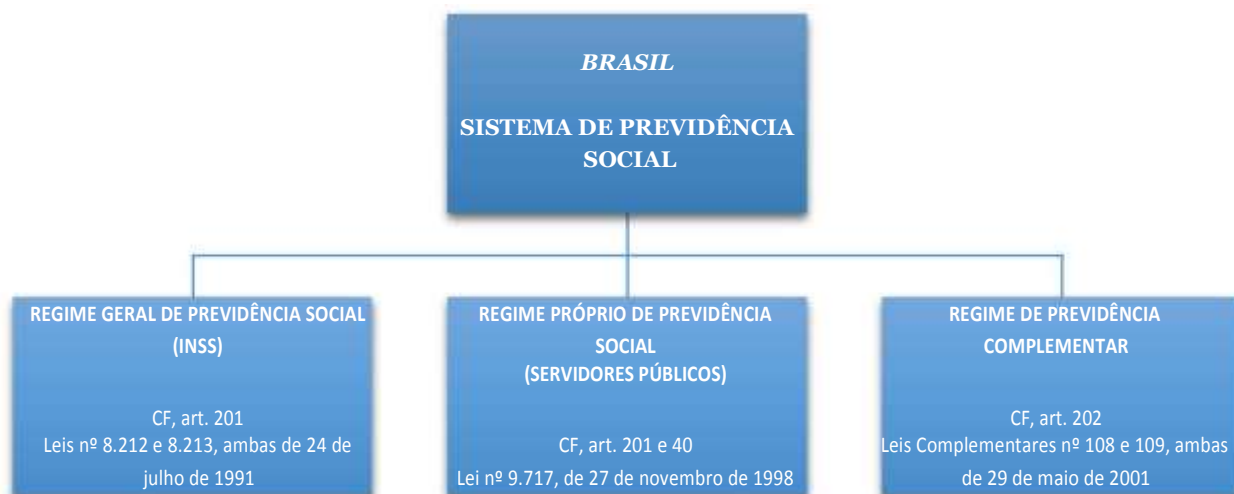 BRASIL
SISTEMA DE PREVIDÊNCIA
SOCIAL
REGIME GERAL DE PREVIDÊNCIA SOCIAL
(INSS)
CF, art. 201
Leis nº 8.212 e 8.213, ambas de 24 de
julho de 1991
REGIME PRÓPRIO DE PREVIDÊNCIA
SOCIAL
(SERVIDORES PÚBLICOS)
CF, art. 201 e 40
Lei nº 9.717, de 27 de novembro de 1998
REGIME DE PREVIDÊNCIA
COMPLEMENTAR
CF, art. 202
Leis Complementares nº 108 e 109, ambas
de 29 de maio de 2001